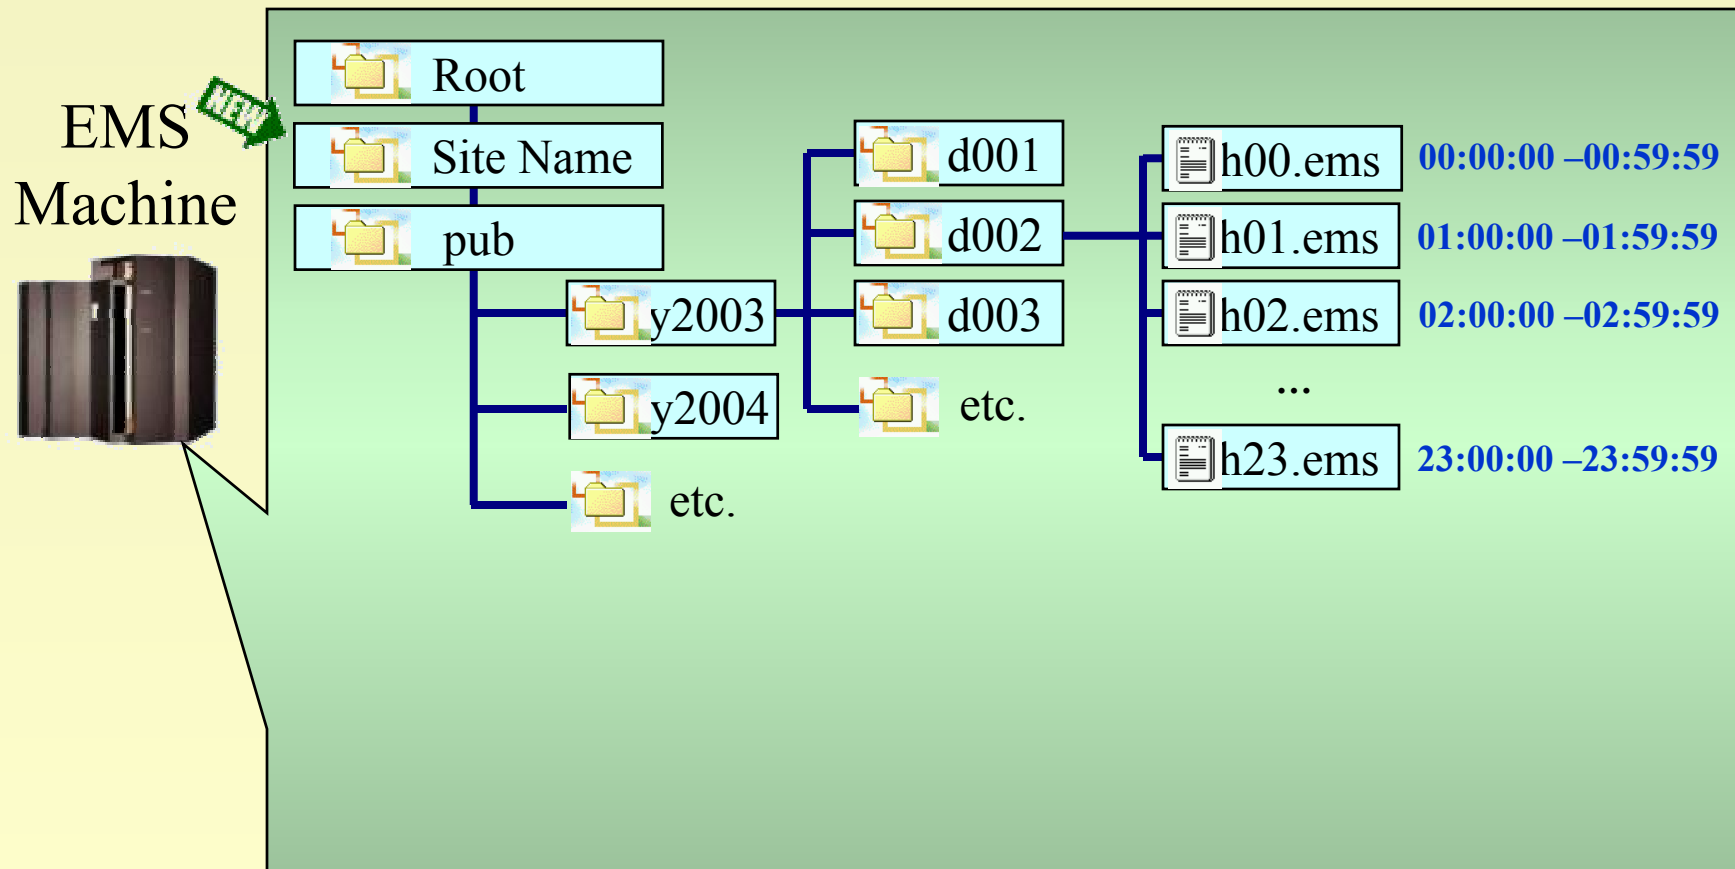 EMS
Machine
NEW
Root
Site Name
pub
y2003
y2004
etc.
d001
d002
d003
etc.
h00.ems 00:00:00 –00:59:59
h01.ems 01:00:00 –01:59:59
h02.ems 02:00:00 –02:59:59
...
h23.ems 23:00:00 –23:59:59